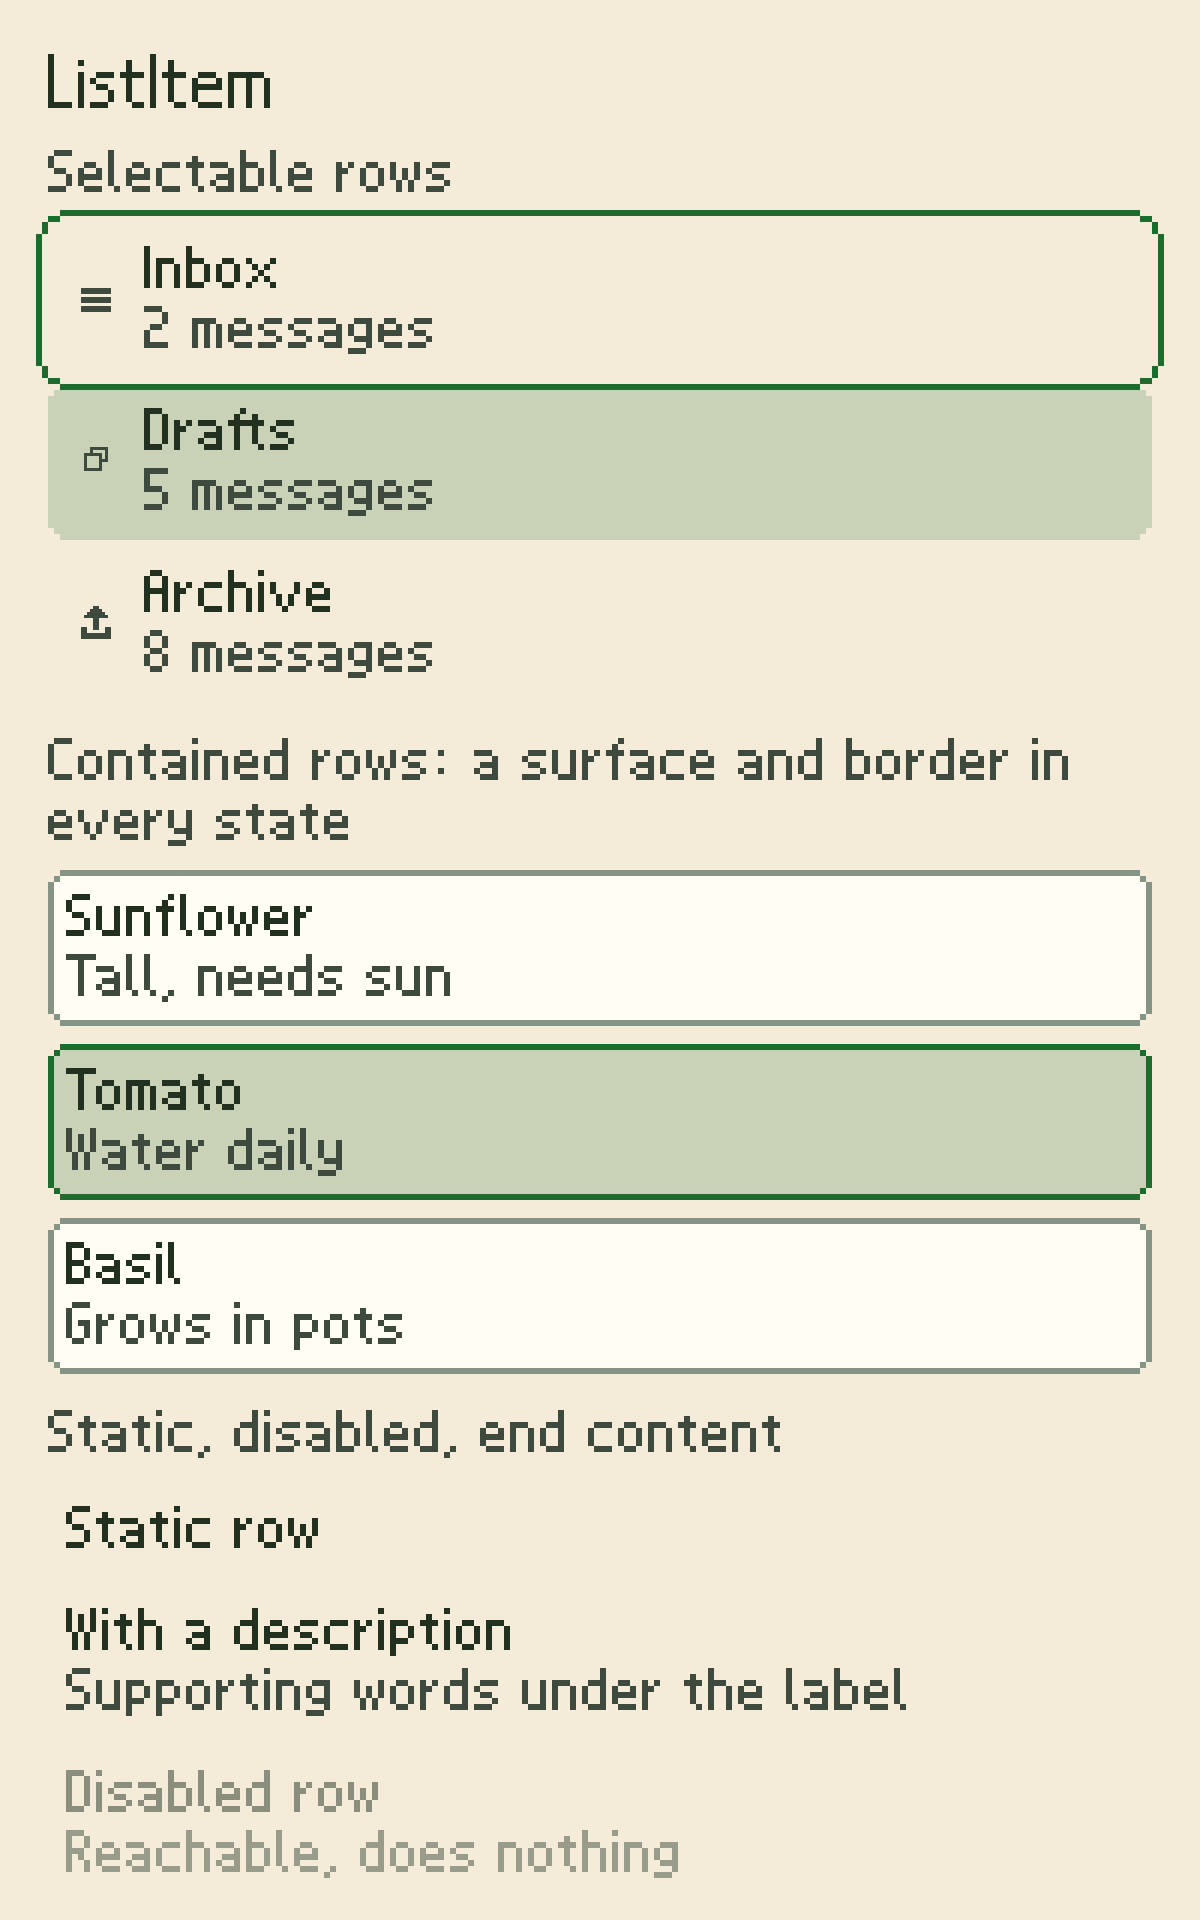 ListItem
Selectable rows
Inbox
2 messages
Drafts
5 messages
Archive
8 messages
Contained rows: a surface and border in
every state
Sunflower
Tall, needs sun
Tomato
Water daily
Basil
Grows in pots
Static, disabled, end content
Static row
With a description
Supporting words under the label
Disabled row
Reachable, does nothing